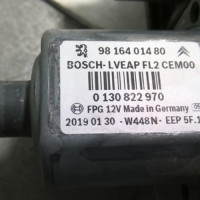 98 164 014 80
BOSCH-LVEAP FL2 CEM00
0 130 822 970
FPG 12V Made in Germany
2019 01 30 -W448N- EEP 5F.1